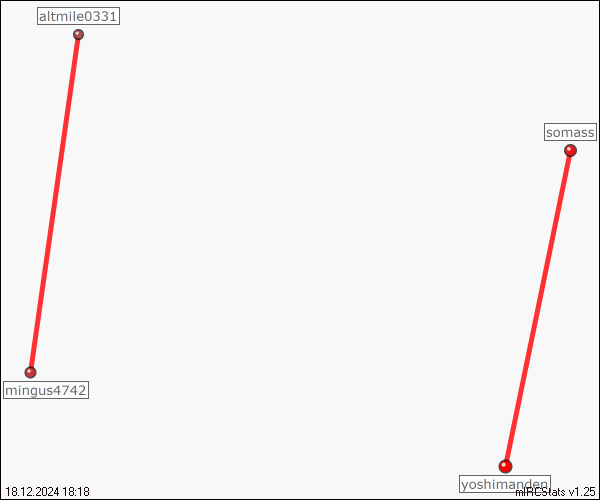 altmile0331
somass
mingus4742
yoshimanden
18.12.2024 18:18
mIRCStats v1.25